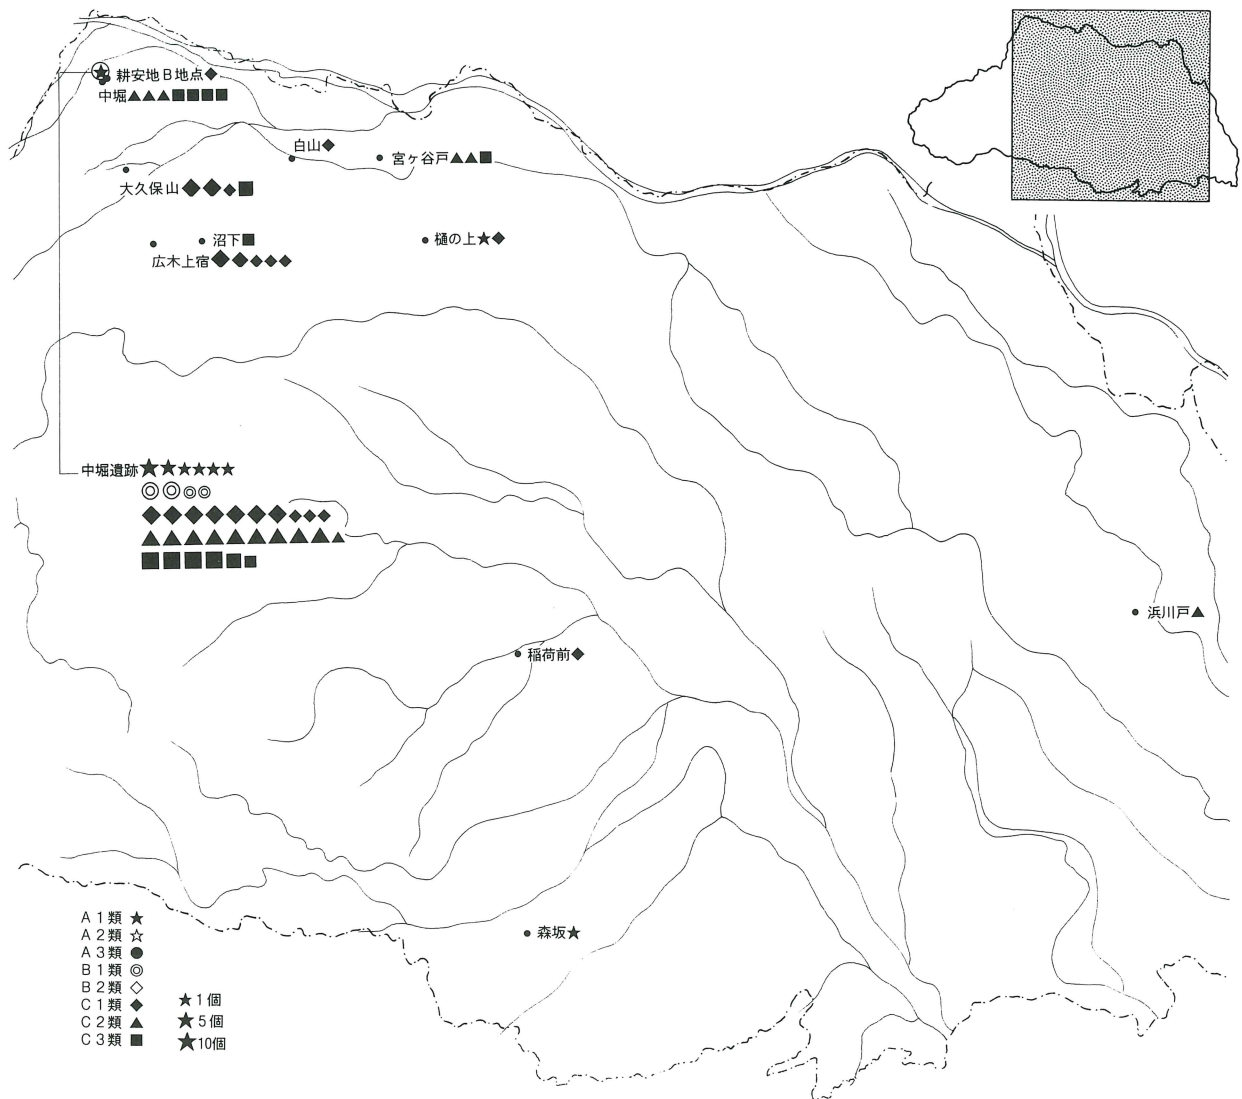 耕安地B地点◆
中堀▲▲▲■■■■
白山◆
宮ヶ谷戸▲▲■
大久保山◆◆◆■
沼下■
樋の上★◆
広木上宿◆◆◆◆◆
中堀遺跡★★★★★★
◎◎◎◎
◆◆◆◆◆◆◆◆◆◆
▲▲▲▲▲▲▲▲▲▲
■■■■■■
浜川戸▲
稲荷前◆
森坂★
A1類 ★
A2類 ☆
A3類 ●
B1類 ◎
B2類 ◇
C1類 ◆
C2類 ▲
C3類 ■
★1個
★5個
★10個